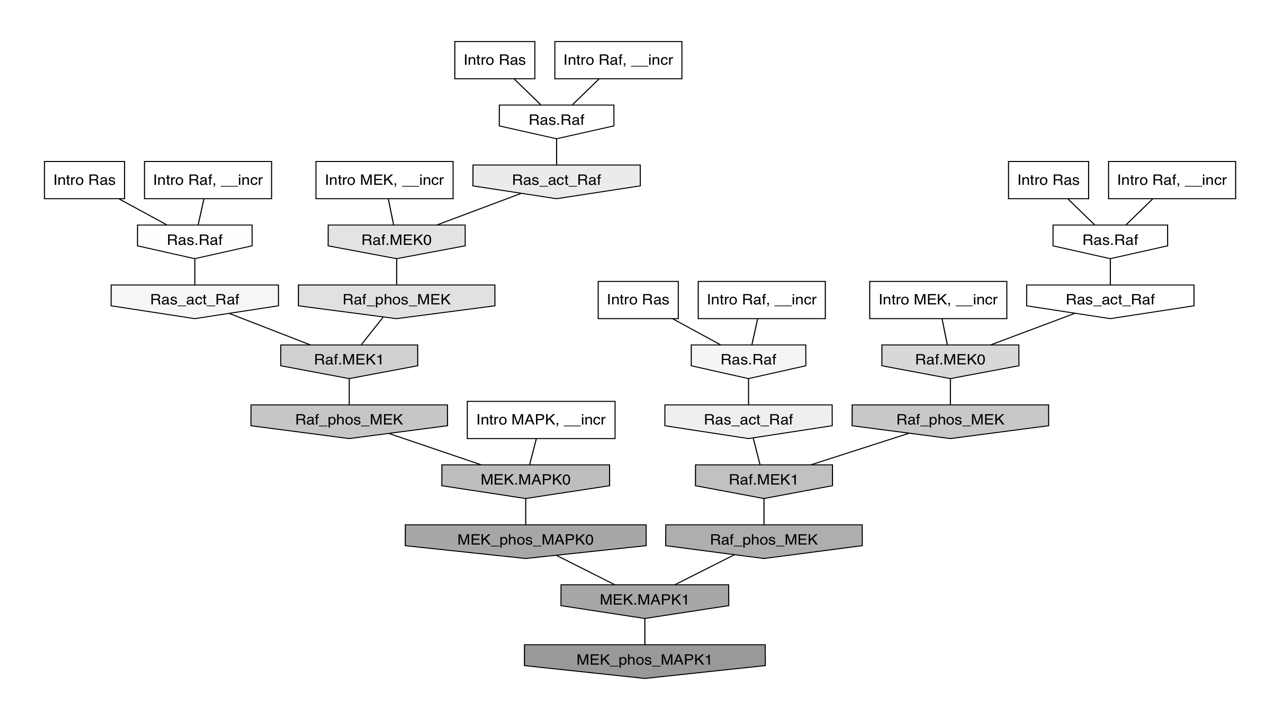 Intro Ras
Intro Raf, __incr
Ras.Raf
Intro Ras
Intro Raf, __incr
Intro MEK, __incr
Ras_act_Raf
Intro Ras
Intro Raf, __incr
Ras.Raf
Raf.MEK0
Ras.Raf
Ras_act_Raf
Raf_phos_MEK
Intro Ras
Intro Raf, __incr
Intro MEK, __incr
Ras_act_Raf
Raf.MEK1
Ras.Raf
Raf.MEK0
Raf_phos_MEK
Intro MAPK, __incr
Ras_act_Raf
Raf_phos_MEK
MEK.MAPK0
Raf.MEK1
MEK_phos_MAPK0
Raf_phos_MEK
MEK.MAPK1
MEK_phos_MAPK1